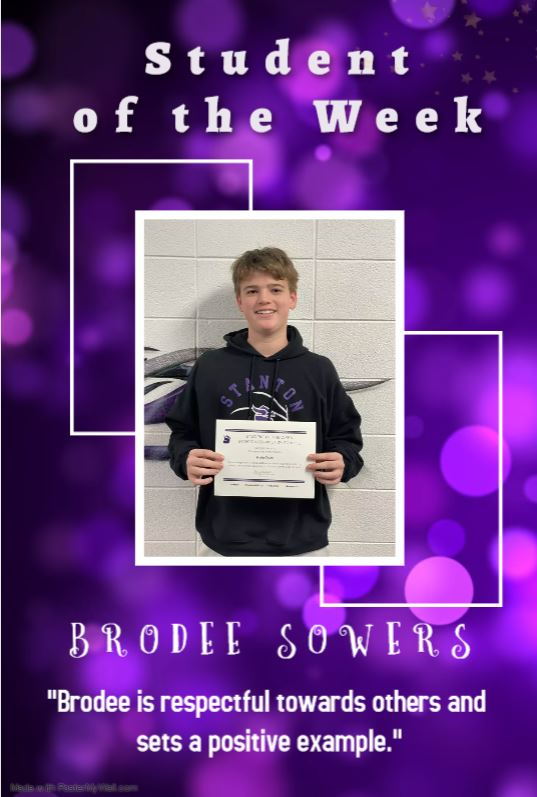 Student
of the Week
STANTON
BRODEE SOWERS
"Brodee is respectful towards others and
sets a positive example."
Made with PosterMyWall.com